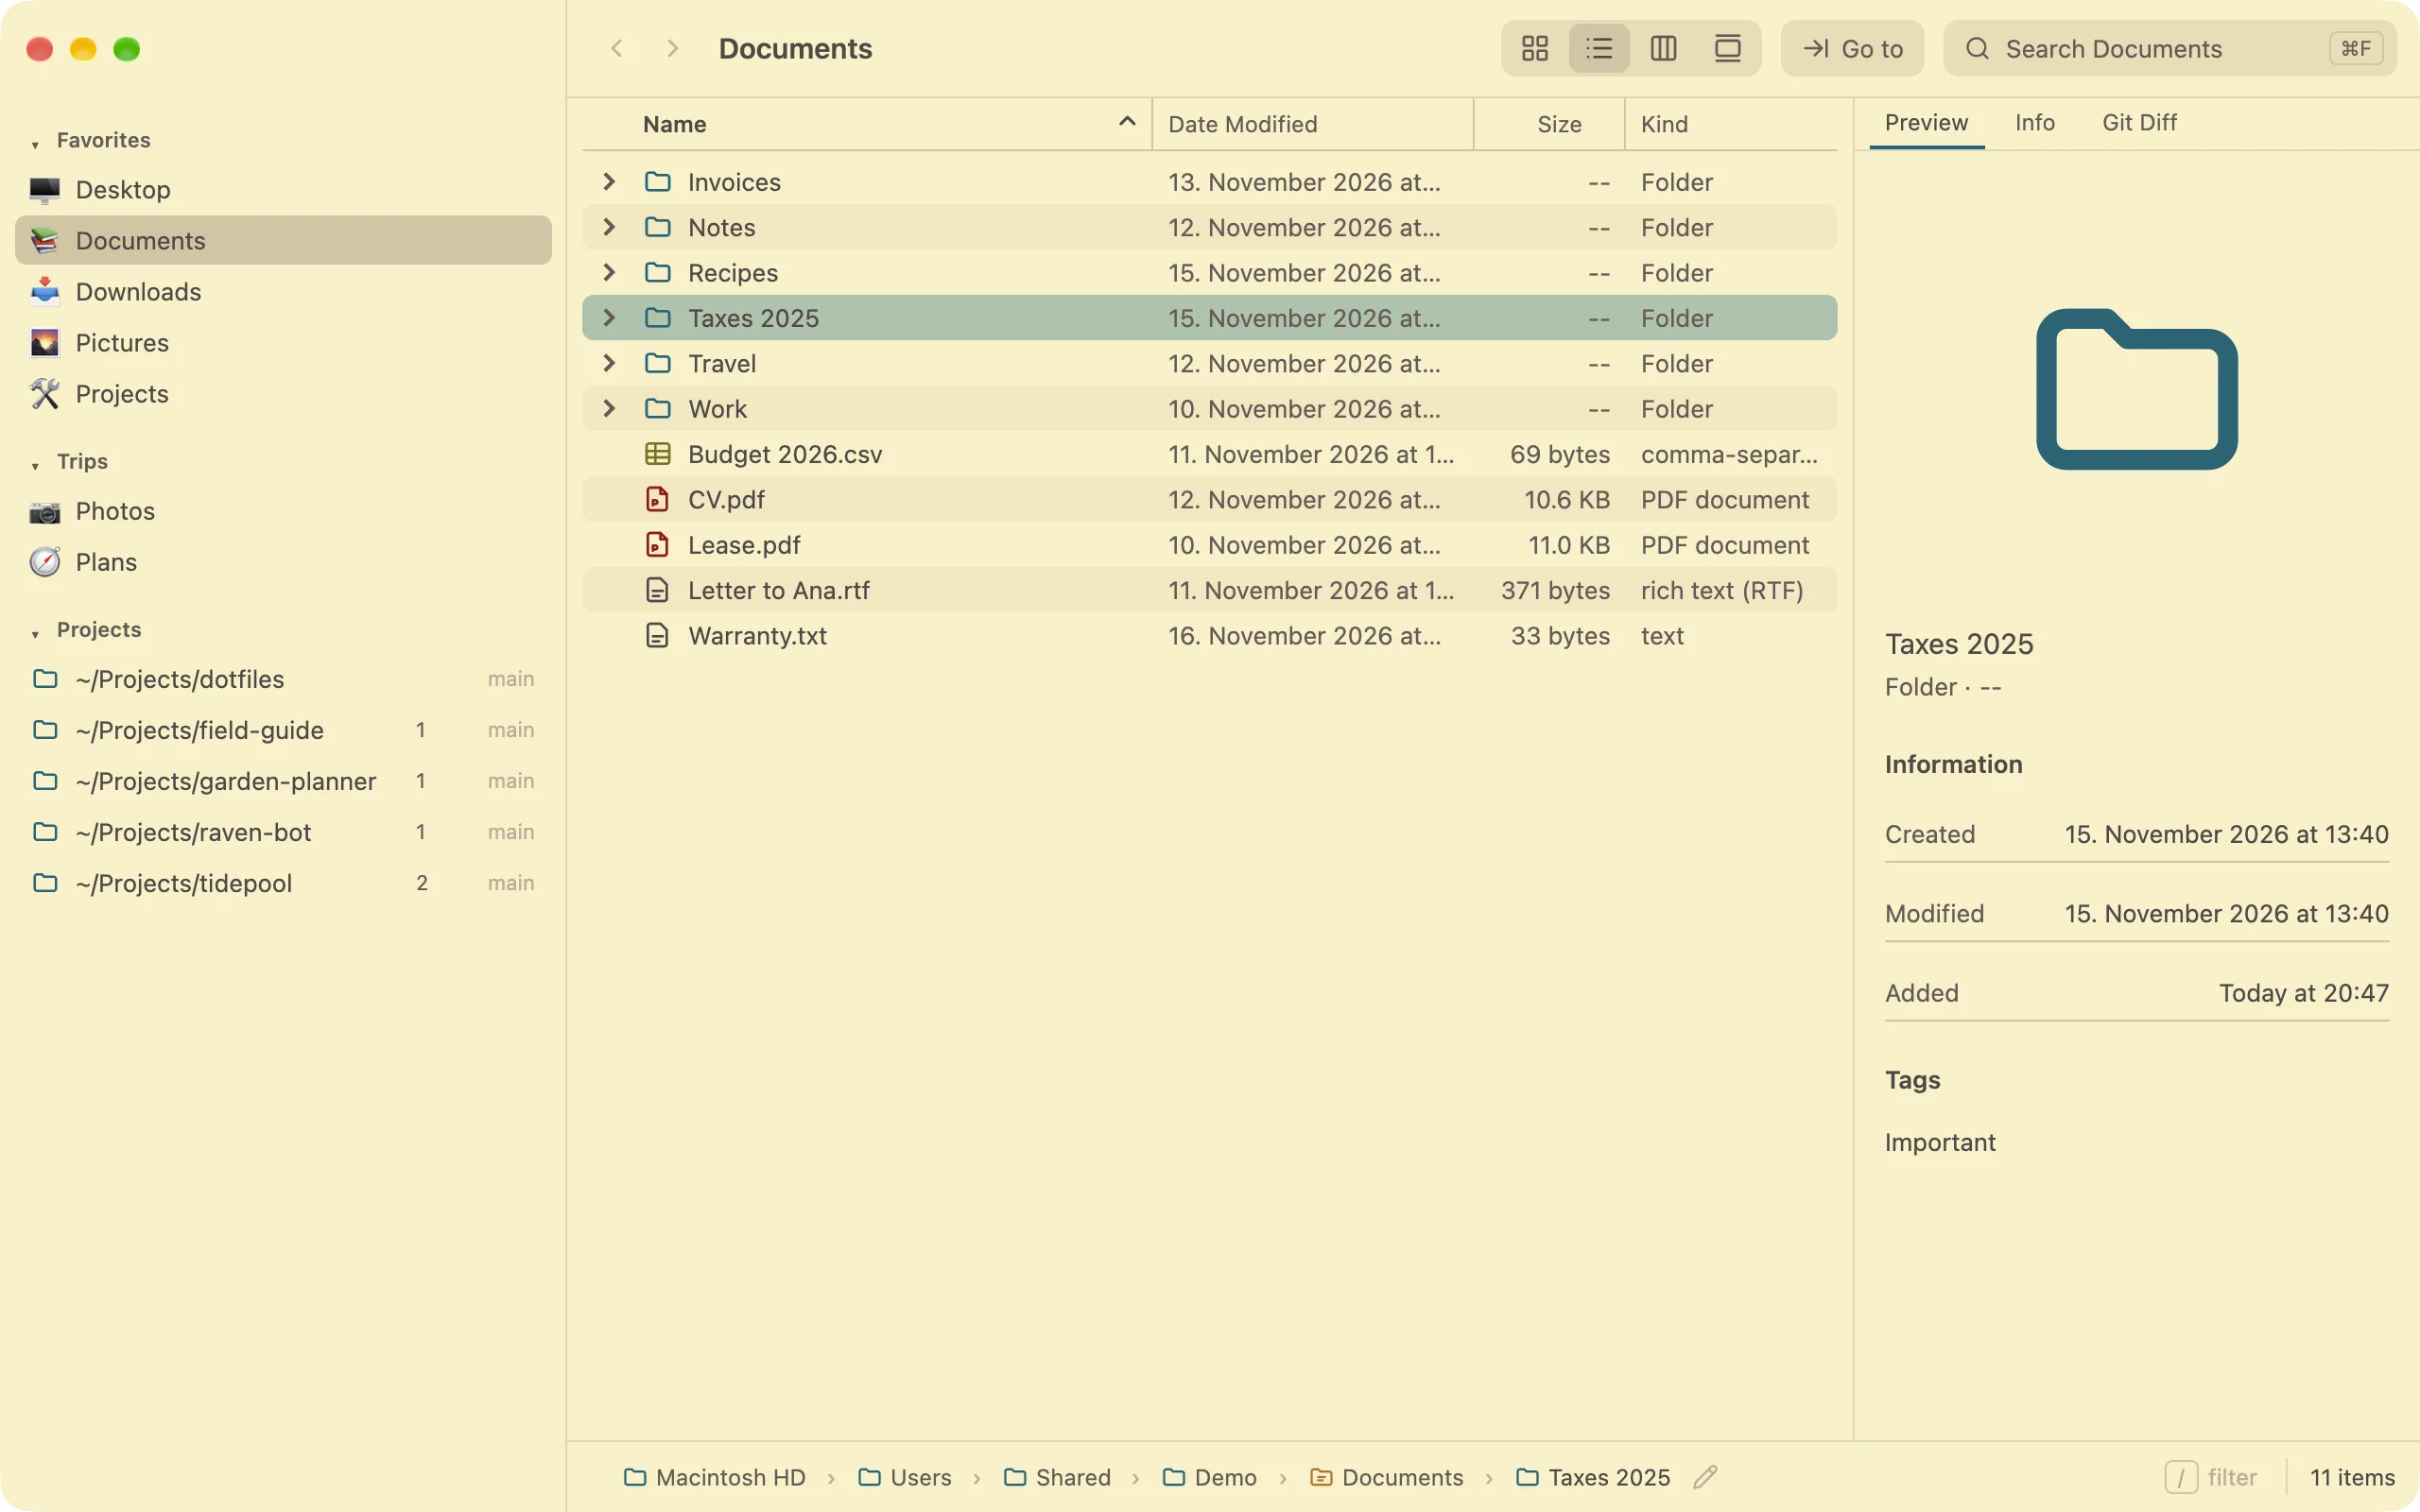 Documents
Go to
Search Documents
⌘F
Favorites
Desktop
Documents
Downloads
Pictures
Projects
Trips
Photos
Plans
Projects
~/Projects/dotfiles main
~/Projects/field-guide 1 main
~/Projects/garden-planner 1 main
~/Projects/raven-bot 1 main
~/Projects/tidepool 2 main
Name Date Modified Size Kind
Invoices 13. November 2026 at... -- Folder
Notes 12. November 2026 at... -- Folder
Recipes 15. November 2026 at... -- Folder
Taxes 2025 15. November 2026 at... -- Folder
Travel 12. November 2026 at... -- Folder
Work 10. November 2026 at... -- Folder
Budget 2026.csv 11. November 2026 at 1... 69 bytes comma-separ...
CV.pdf 12. November 2026 at... 10.6 KB PDF document
Lease.pdf 10. November 2026 at... 11.0 KB PDF document
Letter to Ana.rtf 11. November 2026 at 1... 371 bytes rich text (RTF)
Warranty.txt 16. November 2026 at... 33 bytes text
Preview Info Git Diff
Taxes 2025
Folder · --
Information
Created 15. November 2026 at 13:40
Modified 15. November 2026 at 13:40
Added Today at 20:47
Tags
Important
Macintosh HD › Users › Shared › Demo › Documents › Taxes 2025
/ filter
11 items